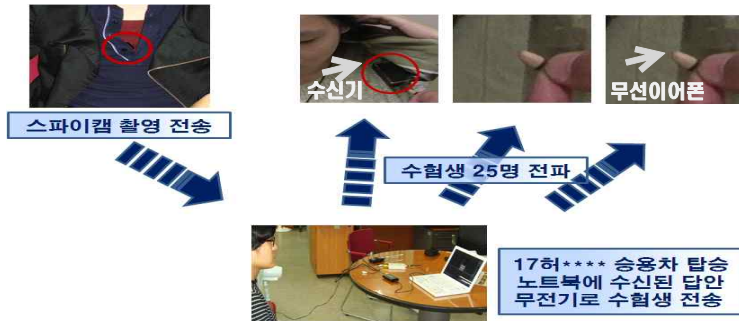 수신기
무선이어폰
스파이캠 촬영 전송
수험생 25명 전파
17허**** 승용차 탑승
노트북에 수신된 답안
무전기로 수험생 전송